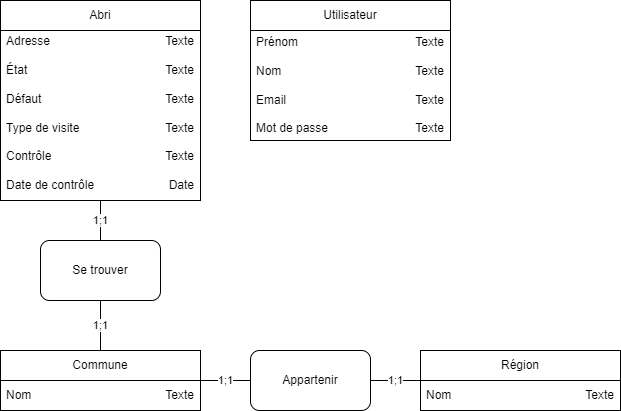 Abri
Adresse Texte
État Texte
Défaut Texte
Type de visite Texte
Contrôle Texte
Date de contrôle Date
Utilisateur
Prénom Texte
Nom Texte
Email Texte
Mot de passe Texte
1;1
Se trouver
1;1
Commune
Nom Texte
1;1
Appartenir
1;1
Région
Nom Texte